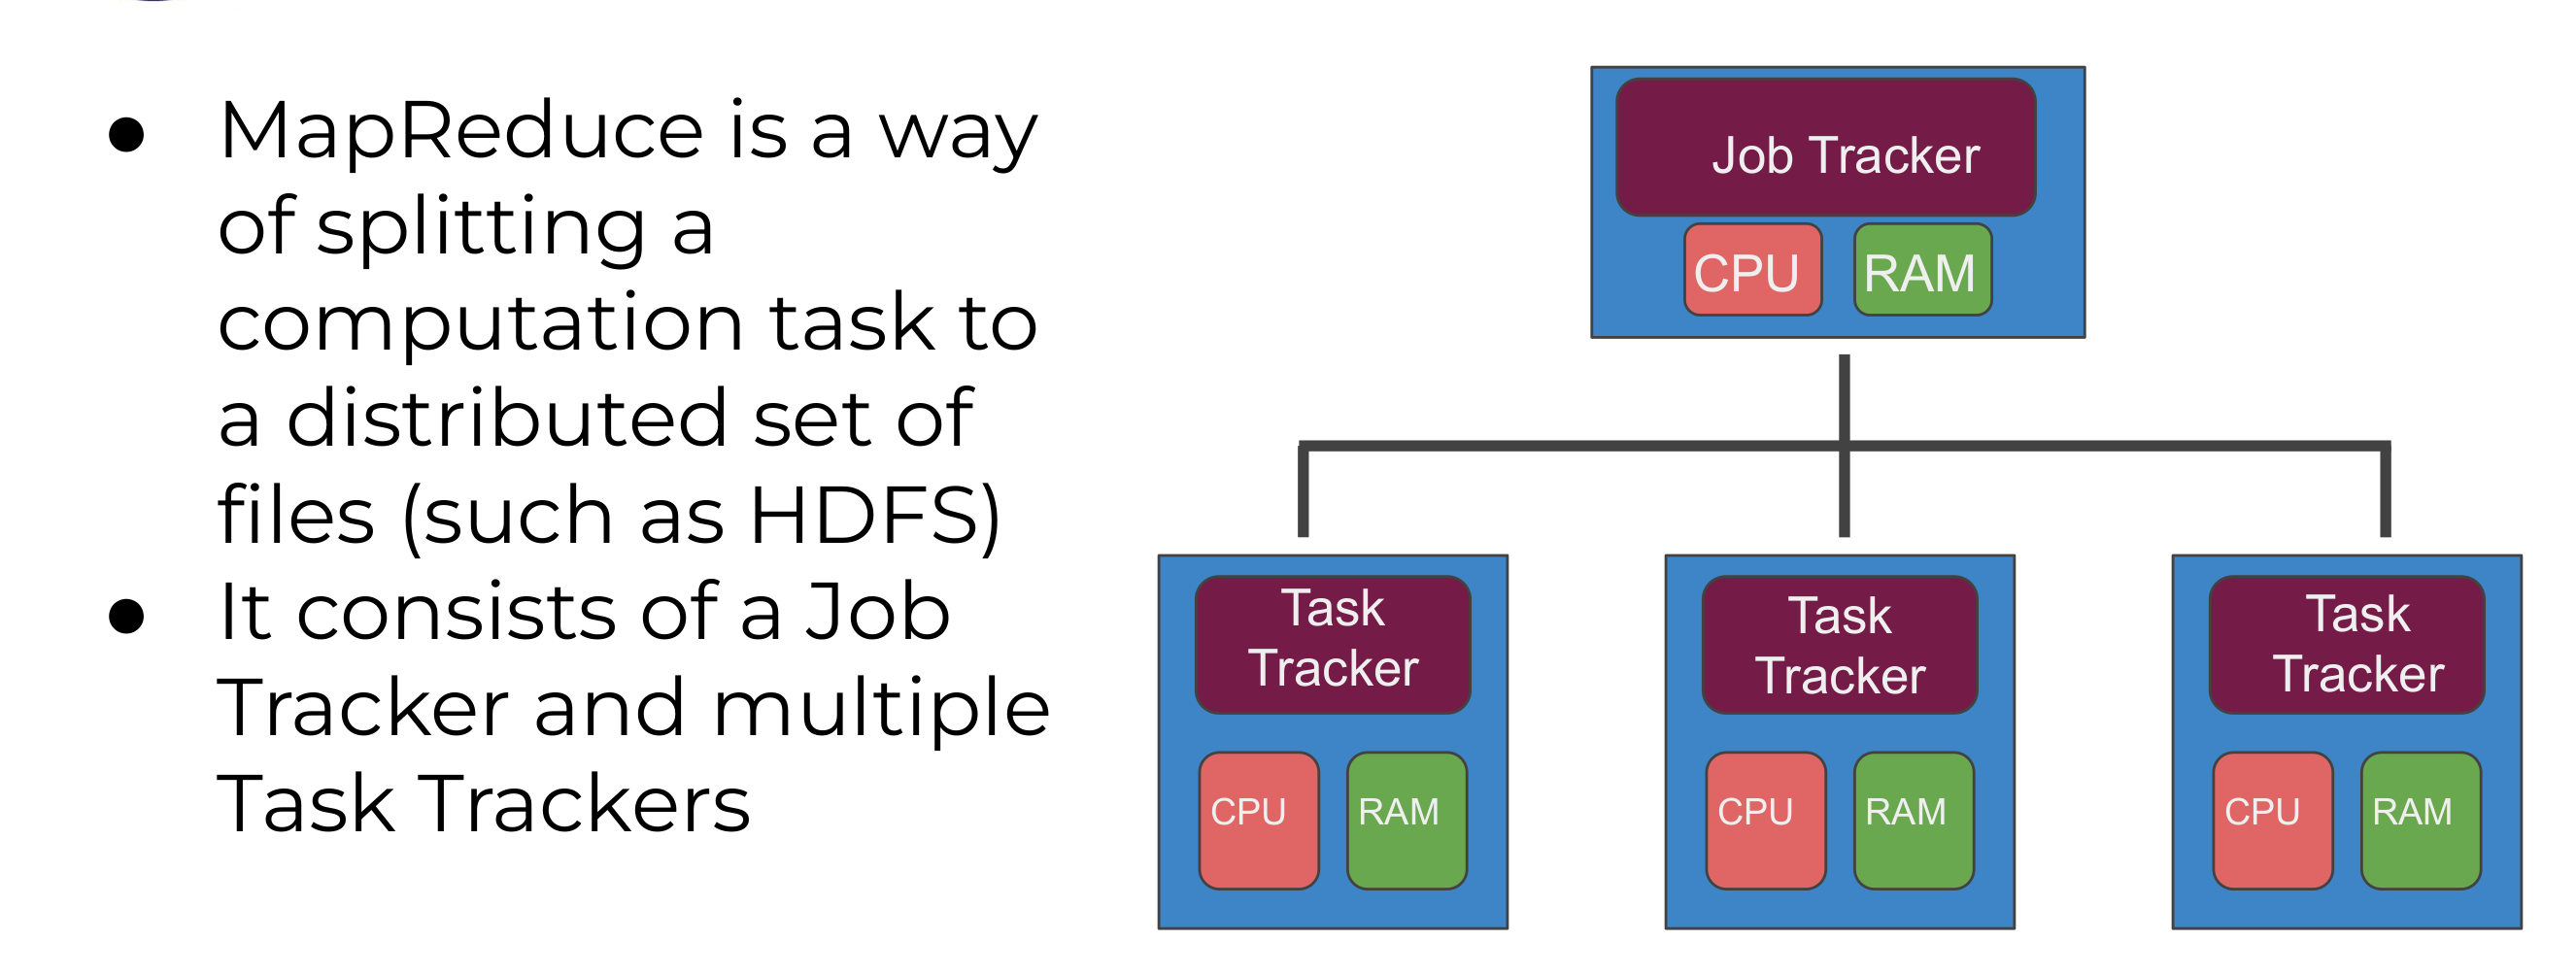 ● MapReduce is a way
of splitting a
computation task to
a distributed set of
files (such as HDFS)
● It consists of a Job
Tracker and multiple
Task Trackers
Job Tracker
CPU RAM
Task
Tracker
CPU RAM
Task
Tracker
CPU RAM
Task
Tracker
CPU RAM